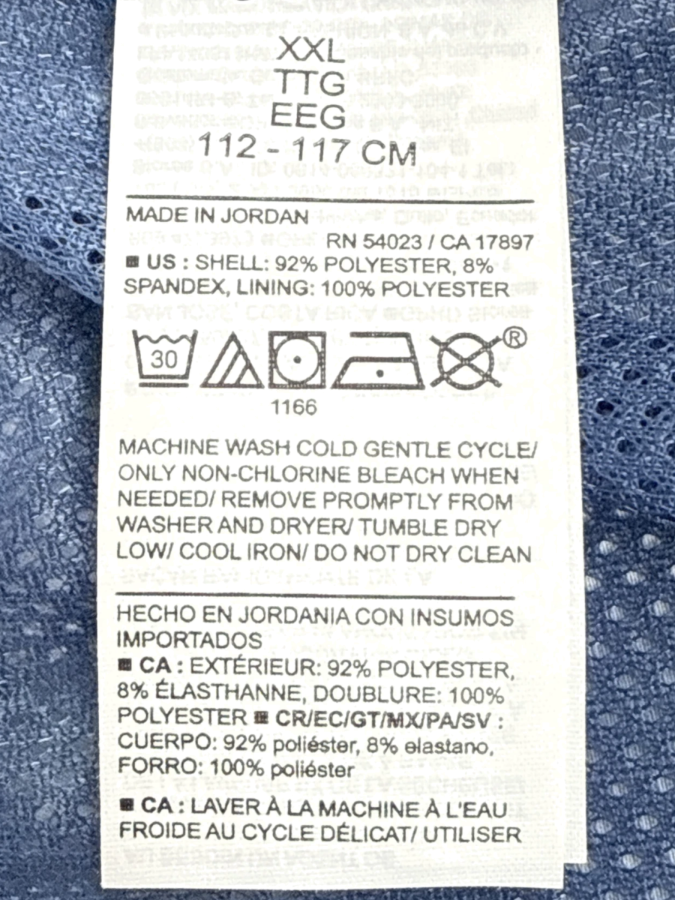 XXL
TTG
EEG
112 - 117 CM
MADE IN JORDAN
RN 54023 / CA 17897
■ US : SHELL: 92% POLYESTER, 8%
SPANDEX, LINING: 100% POLYESTER
30
®
1166
MACHINE WASH COLD GENTLE CYCLE/
ONLY NON-CHLORINE BLEACH WHEN
NEEDED/ REMOVE PROMPTLY FROM
WASHER AND DRYER/ TUMBLE DRY
LOW/ COOL IRON/ DO NOT DRY CLEAN
HECHO EN JORDANIA CON INSUMOS
IMPORTADOS
■ CA : EXTÉRIEUR: 92% POLYESTER,
8% ÉLASTHANNE, DOUBLURE: 100%
POLYESTER ■ CR/EC/GT/MX/PA/SV :
CUERPO: 92% poliéster, 8% elastano,
FORRO: 100% poliéster
■ CA : LAVER À LA MACHINE À L'EAU
FROIDE AU CYCLE DÉLICAT/ UTILISER